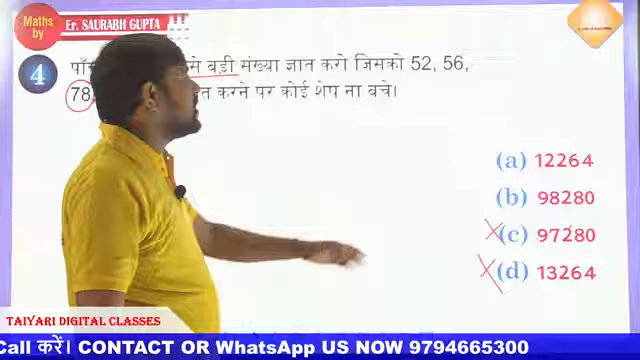 Maths
by
Er. SAURABH GUPTA
4
से बड़ी संख्या ज्ञात करो जिसको 52, 56,
78, त करने पर कोई शेष ना बचे।
(a) 12264
(b) 98280
(c) 97280
(d) 13264
TAIYARI DIGITAL CLASSES
Call करें। CONTACT OR WhatsApp US NOW 9794665300